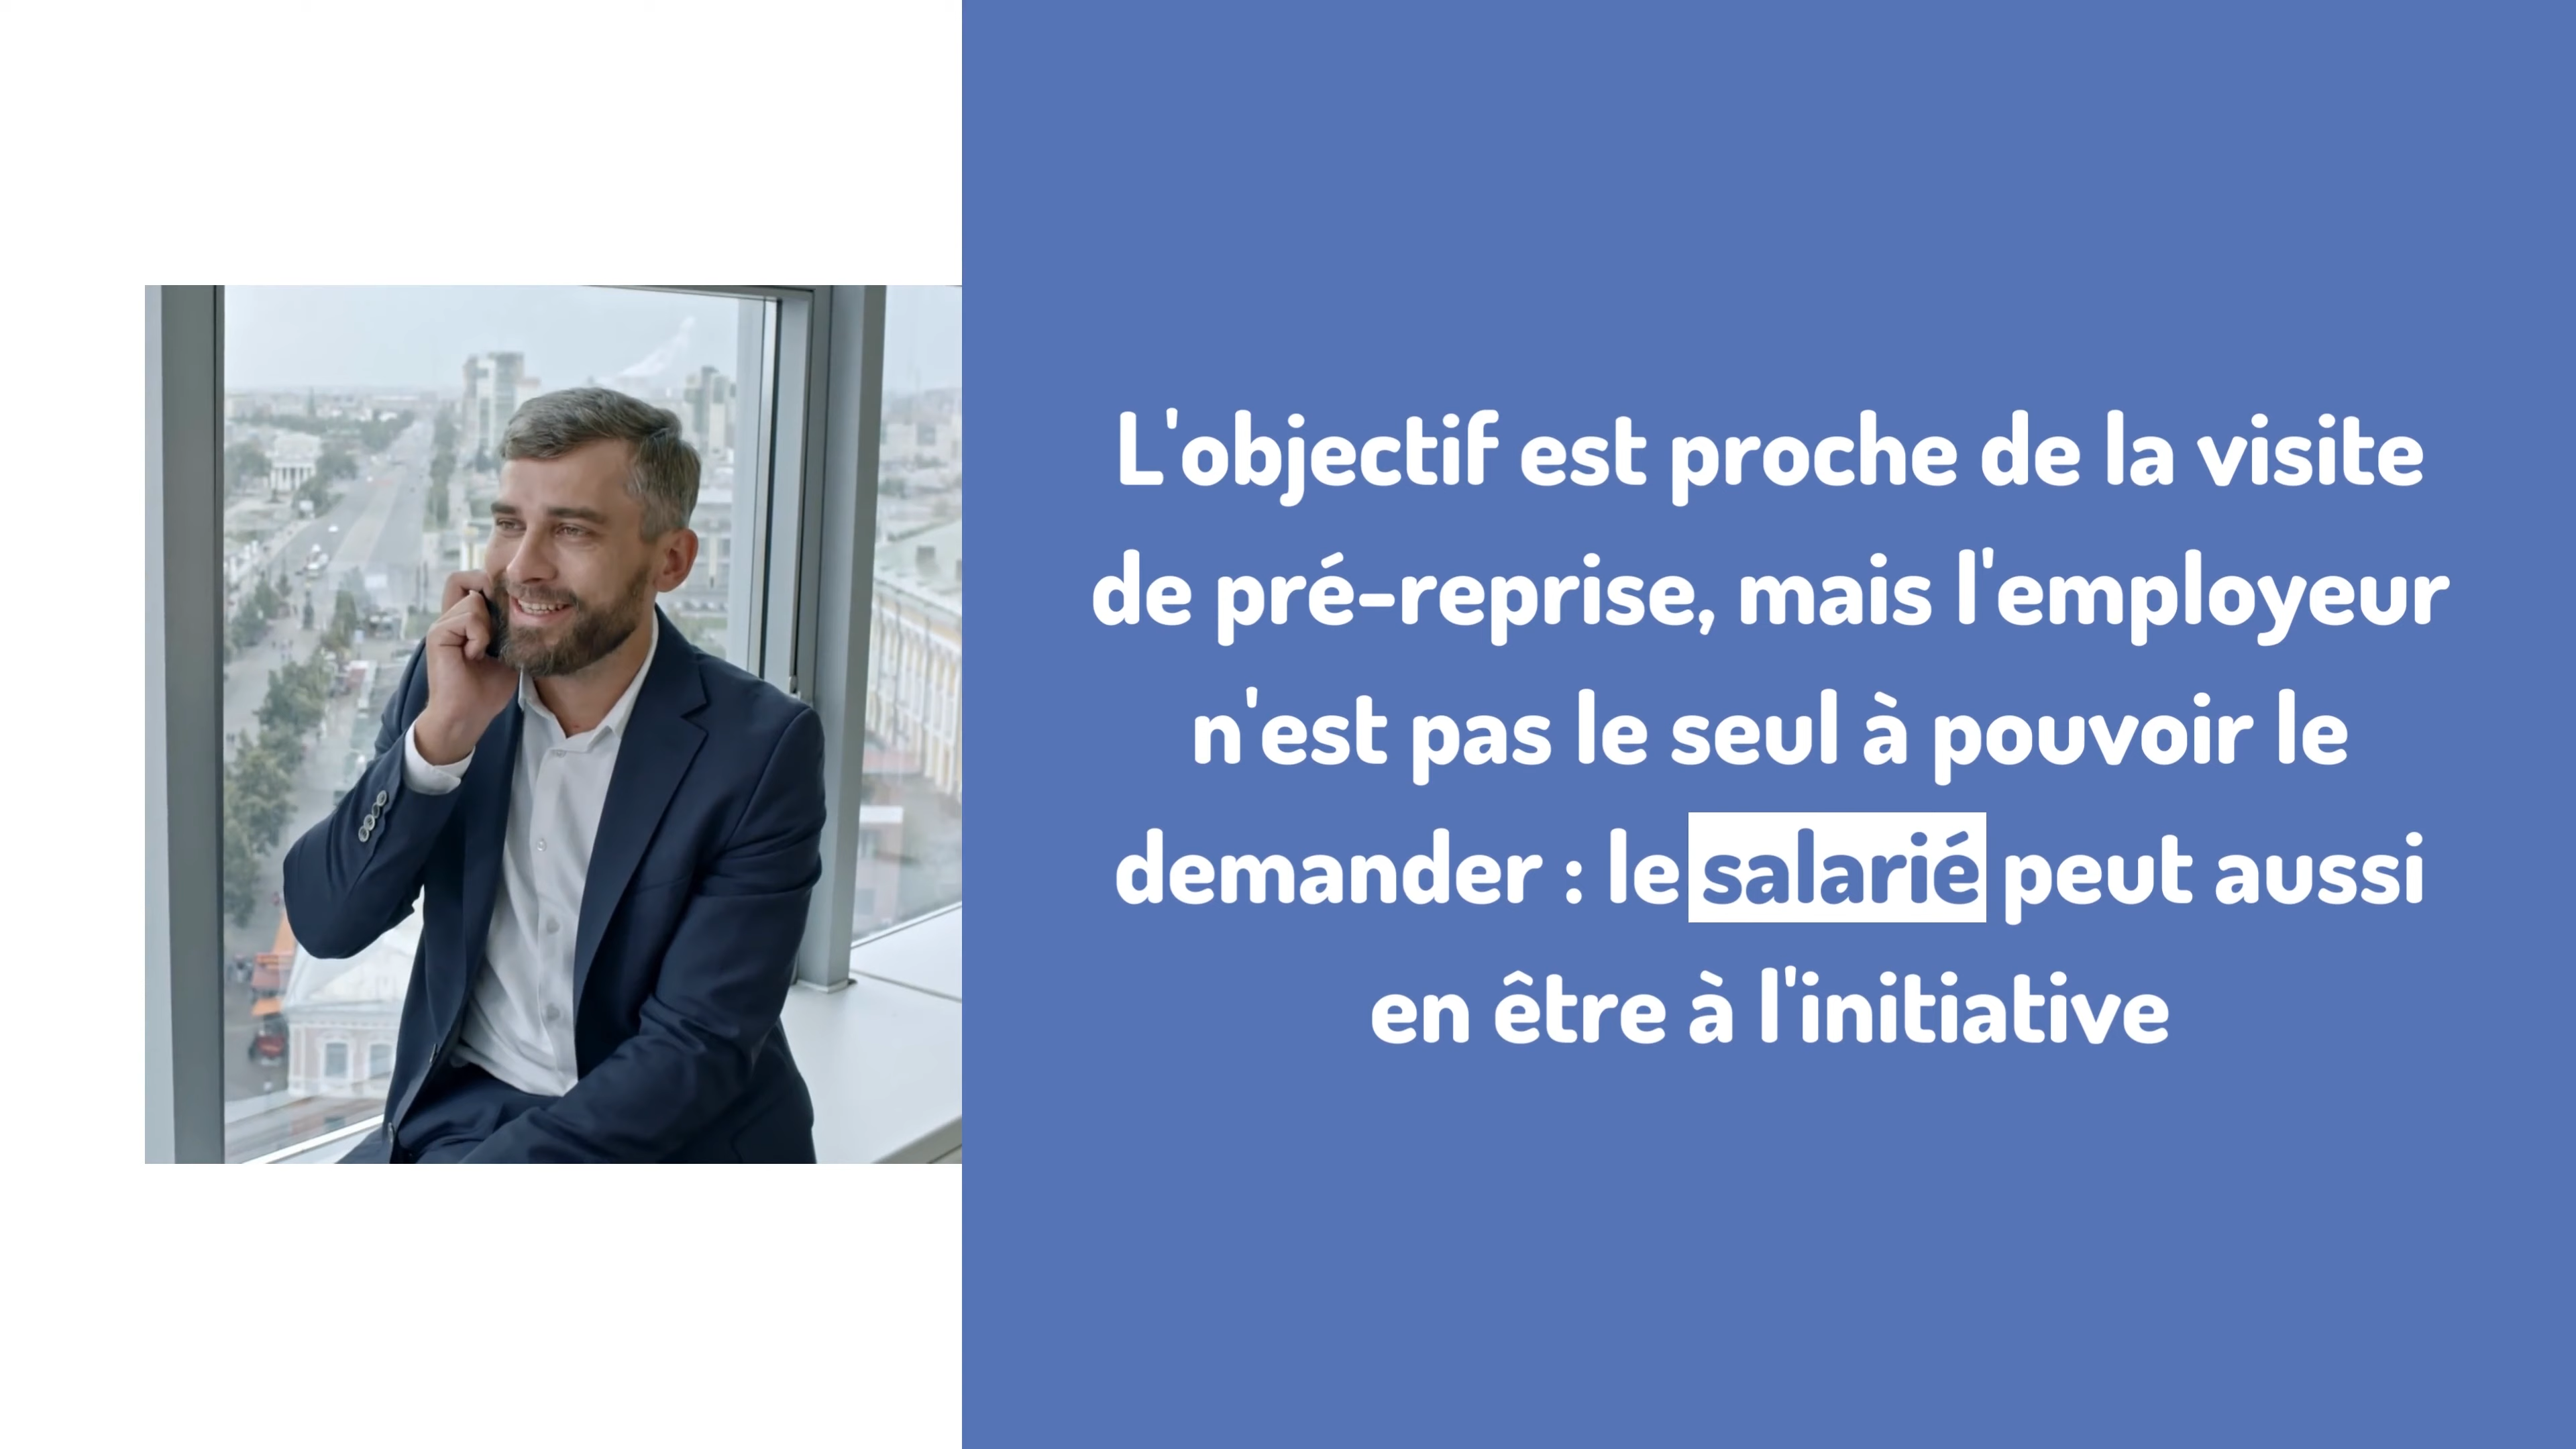 L'objectif est proche de la visite
de pré-reprise, mais l'employeur
n'est pas le seul à pouvoir le
demander : le salarié peut aussi
en être à l'initiative